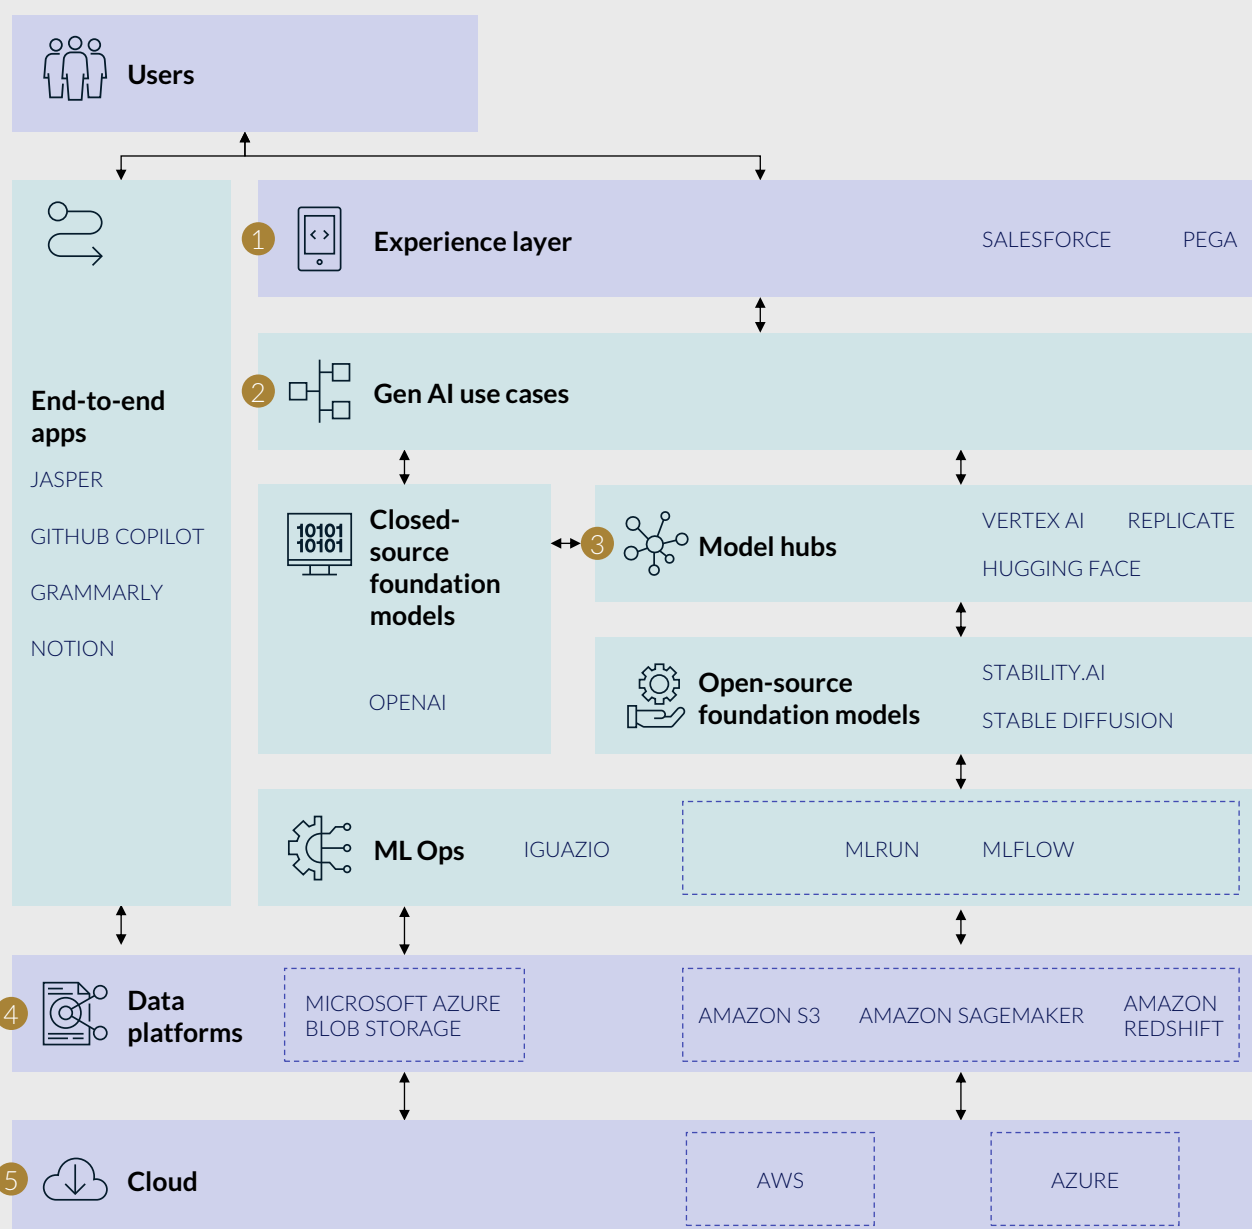 Users
1
Experience layer
SALESFORCE PEGA
End-to-end
apps
JASPER
GITHUB COPILOT
GRAMMARLY
NOTION
2
Gen AI use cases
10101
10101
Closed-
source
foundation
models
OPENAI
3
Model hubs
VERTEX AI REPLICATE
HUGGING FACE
Open-source
foundation models
STABILITY.AI
STABLE DIFFUSION
ML Ops
IGUAZIO
MLRUN MLFLOW
4
Data
platforms
MICROSOFT AZURE
BLOB STORAGE
AMAZON S3 AMAZON SAGEMAKER
AMAZON
REDSHIFT
5
Cloud
AWS
AZURE